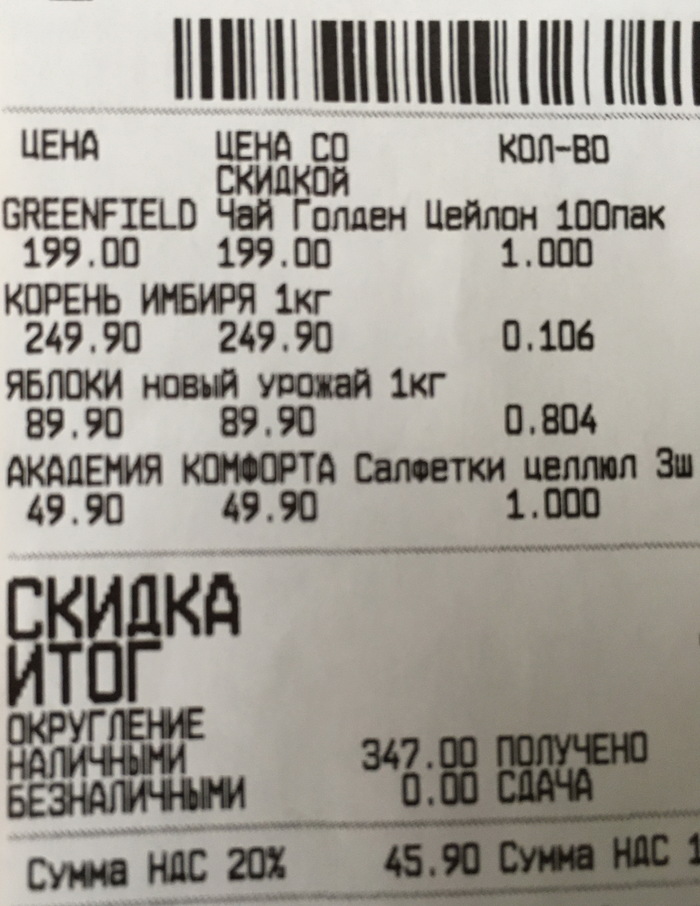 ЦЕНА ЦЕНА СО СКИДКОЙ КОЛ-ВО
GREENFIELD Чай Голден Цейлон 100пак
199.00 199.00 1.000
КОРЕНЬ ИМБИРЯ 1кг
249.90 249.90 0.106
ЯБЛОКИ новый урожай 1кг
89.90 89.90 0.804
АКАДЕМИЯ КОМФОРТА Салфетки целлюл 3ш
49.90 49.90 1.000
СКИДКА
ИТОГ
ОКРУГЛЕНИЕ
НАЛИЧНЫМИ 347.00 ПОЛУЧЕНО
БЕЗНАЛИЧНЫМИ 0.00 СДАЧА
Сумма НДС 20% 45.90 Сумма НДС 1